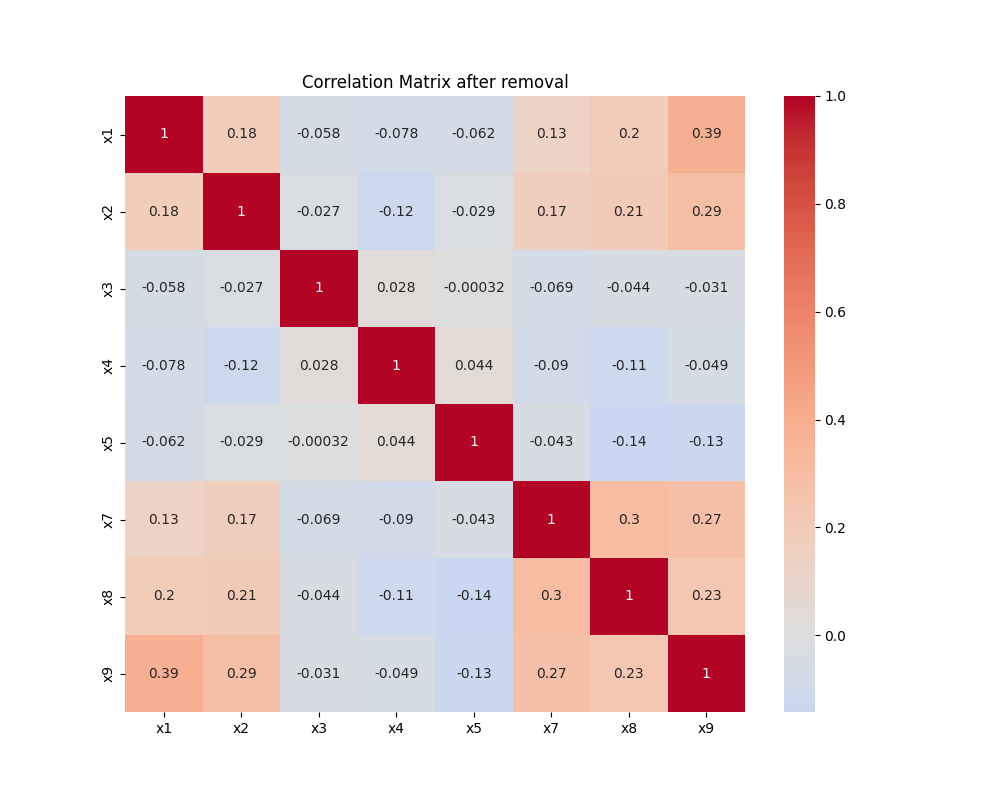 Correlation Matrix after removal
x1 1 0.18 -0.058 -0.078 -0.062 0.13 0.2 0.39
x2 0.18 1 -0.027 -0.12 -0.029 0.17 0.21 0.29
x3 -0.058 -0.027 1 0.028 -0.00032 -0.069 -0.044 -0.031
x4 -0.078 -0.12 0.028 1 0.044 -0.09 -0.11 -0.049
x5 -0.062 -0.029 -0.00032 0.044 1 -0.043 -0.14 -0.13
x7 0.13 0.17 -0.069 -0.09 -0.043 1 0.3 0.27
x8 0.2 0.21 -0.044 -0.11 -0.14 0.3 1 0.23
x9 0.39 0.29 -0.031 -0.049 -0.13 0.27 0.23 1
x1 x2 x3 x4 x5 x7 x8 x9
1.0
0.8
0.6
0.4
0.2
0.0